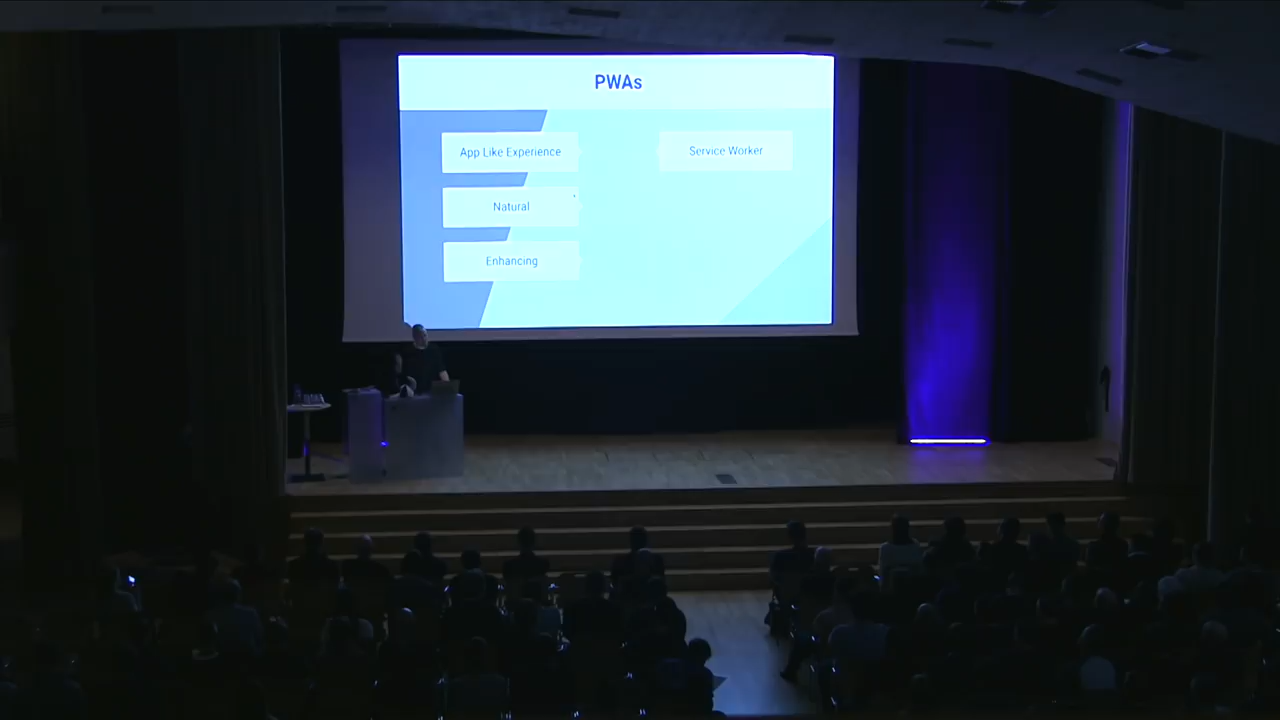 PWAs
App Like Experience
Service Worker
Natural
Enhancing